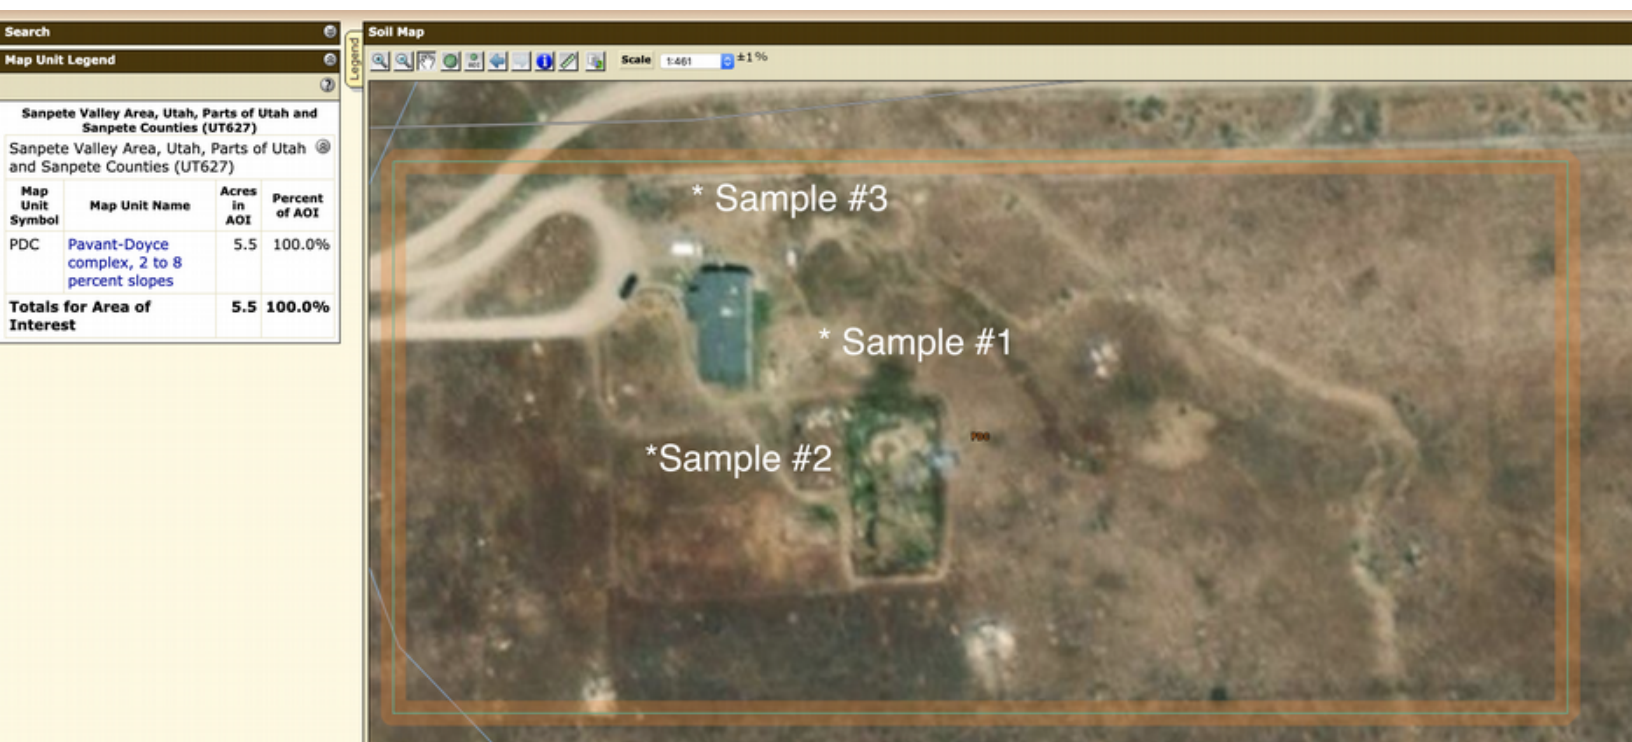 Search
Map Unit Legend
Sanpete Valley Area, Utah, Parts of Utah and
Sanpete Counties (UT627)
Sanpete Valley Area, Utah, Parts of Utah
and Sanpete Counties (UT627)
Map Unit Symbol Map Unit Name Acres in AOI Percent of AOI
PDC Pavant-Doyce complex, 2 to 8 percent slopes 5.5 100.0%
Totals for Area of Interest 5.5 100.0%
Legend
Soil Map
Scale 1:461 ±1%
* Sample #3
* Sample #1
*Sample #2
PDC